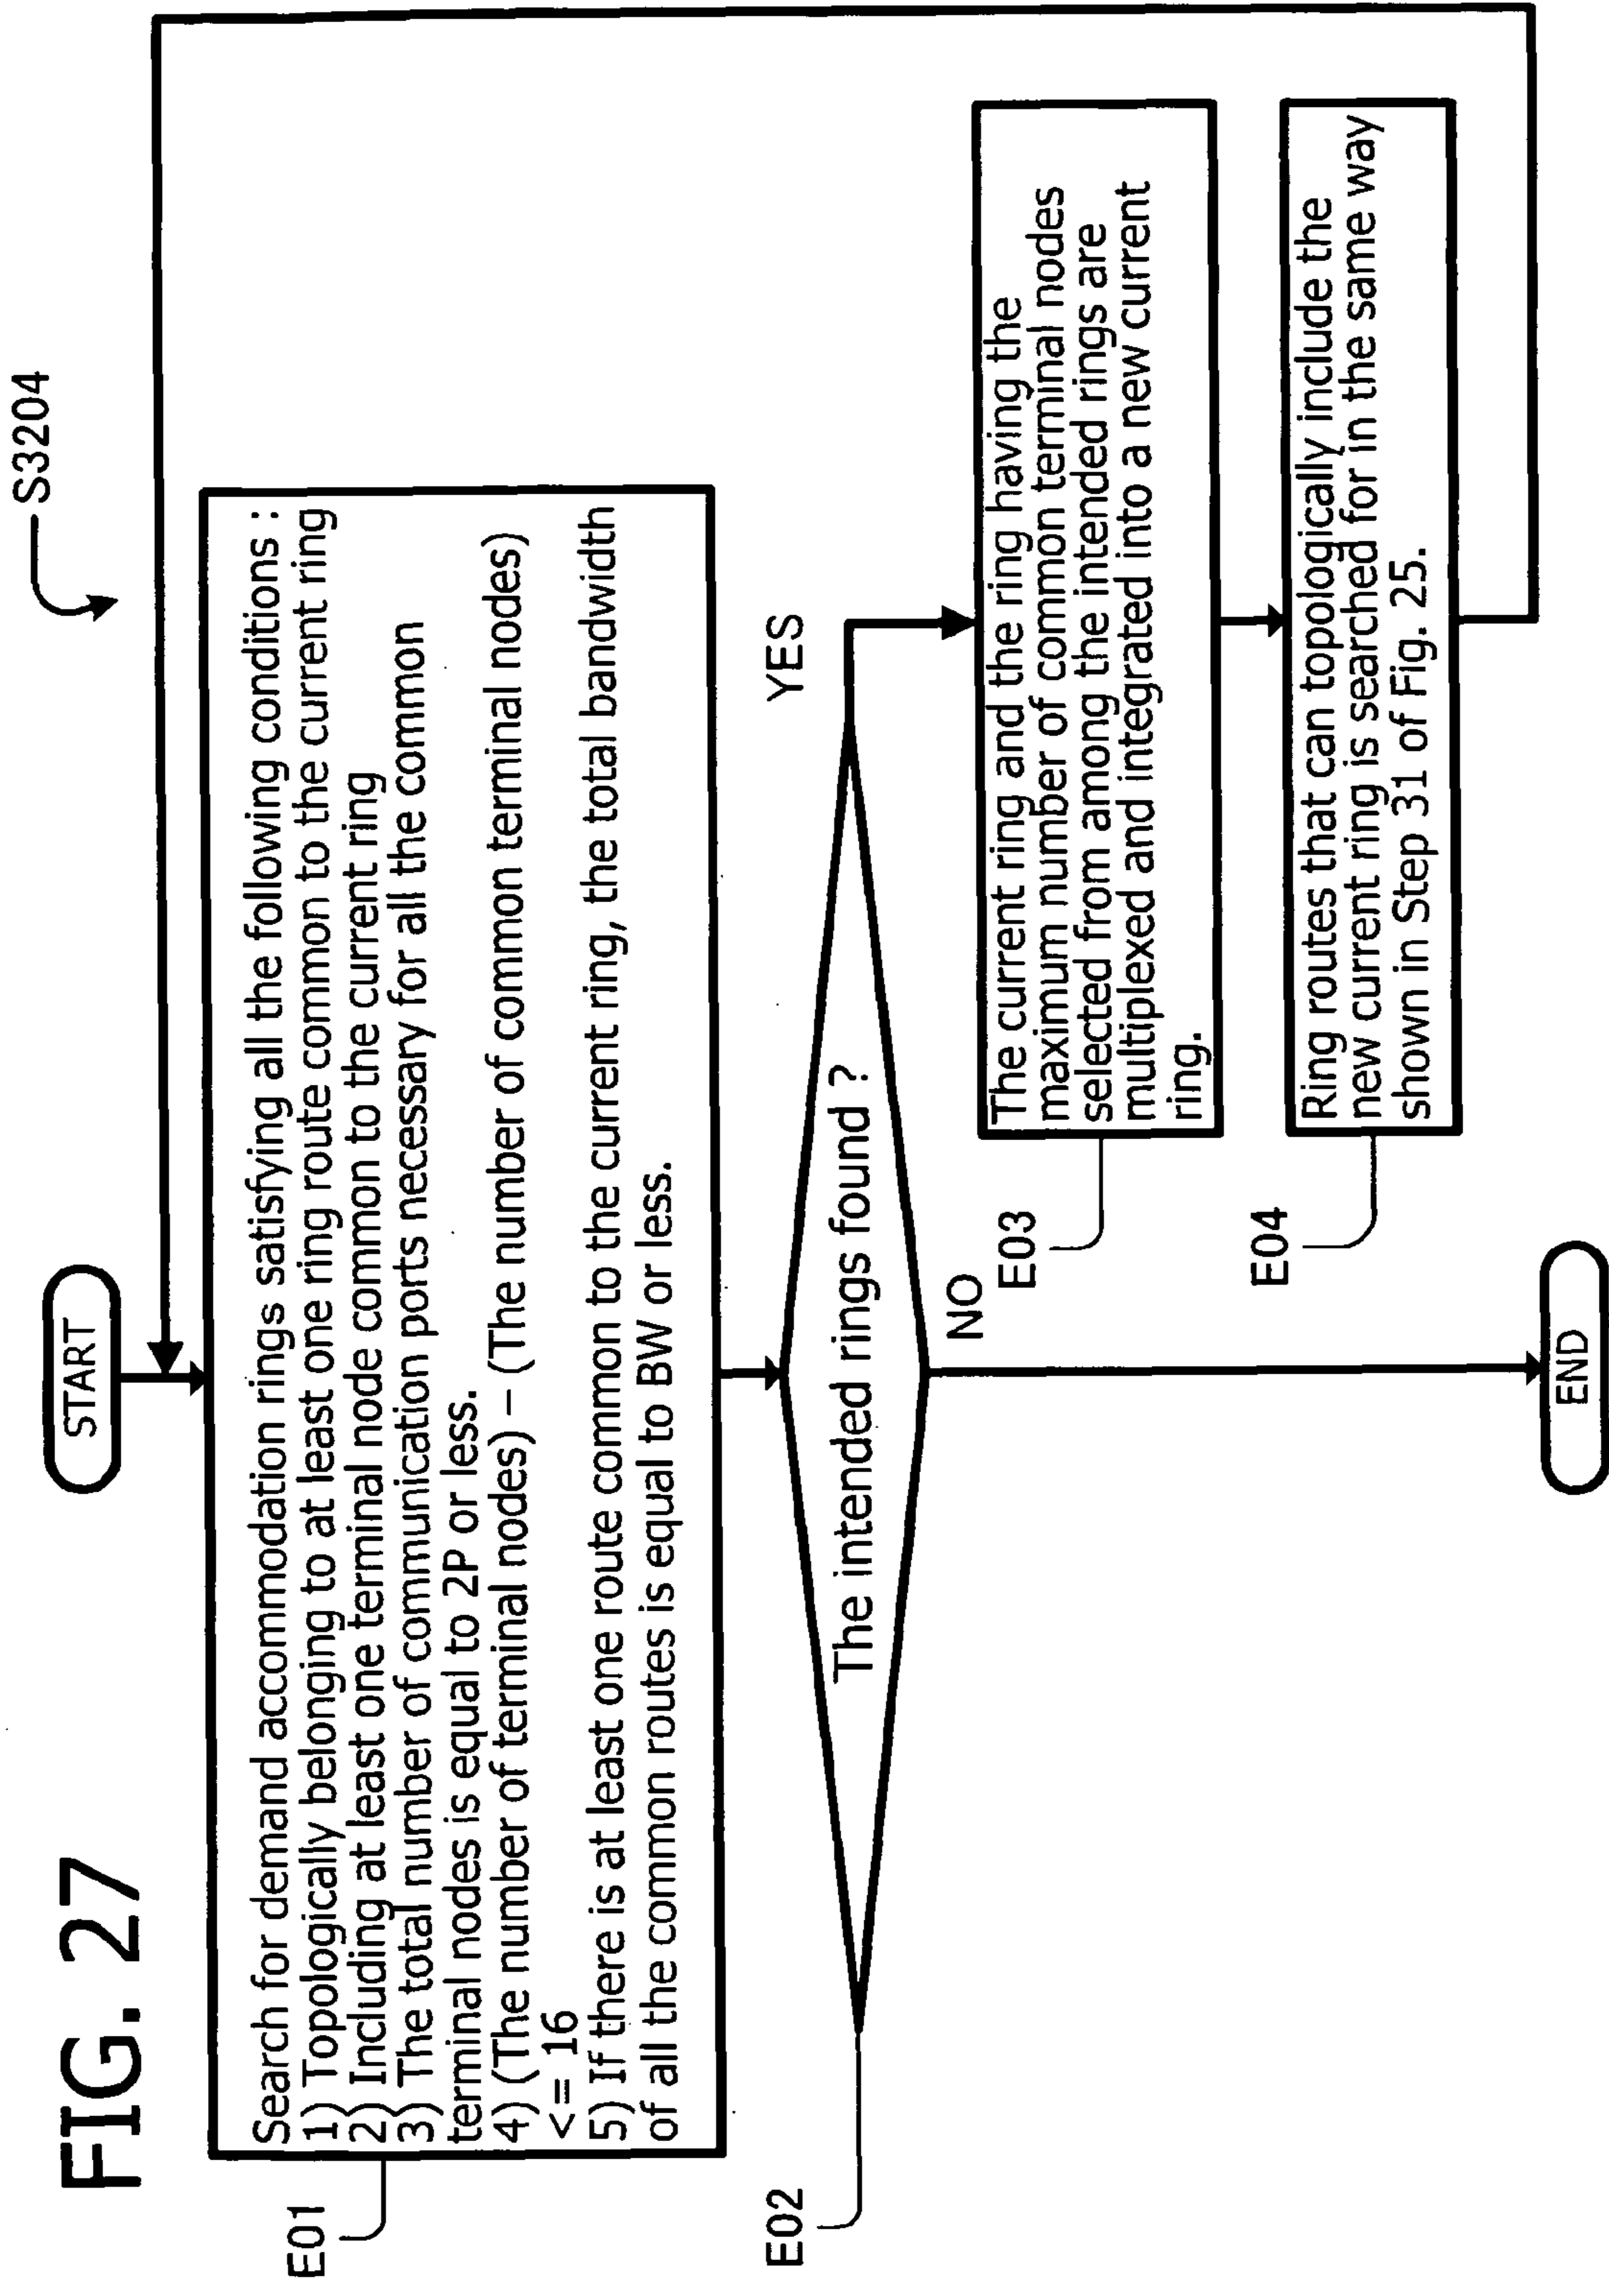 FIG. 27
S3204
START
E01
Search for demand accommodation rings satisfying all the following conditions :
1) Topologically belonging to at least one ring route common to the current ring
2) Including at least one terminal node common to the current ring
3) The total number of communication ports necessary for all the common
terminal nodes is equal to 2P or less.
4) (The number of terminal nodes) – (The number of common terminal nodes)
<= 16
5) If there is at least one route common to the current ring, the total bandwidth
of all the common routes is equal to BW or less.
E02
The intended rings found ?
YES
NO
E03
The current ring and the ring having the
maximum number of common terminal nodes
selected from among the intended rings are
multiplexed and integrated into a new current
ring.
E04
Ring routes that can topologically include the
new current ring is searched for in the same way
shown in Step 31 of Fig. 25.
END